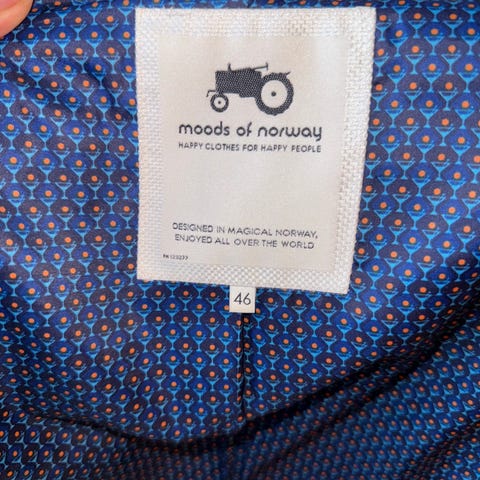 moods of norway
HAPPY CLOTHES FOR HAPPY PEOPLE
DESIGNED IN MAGICAL NORWAY,
ENJOYED ALL OVER THE WORLD
46